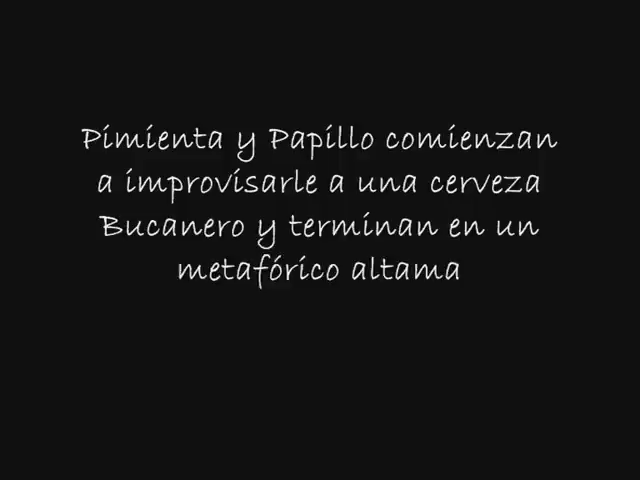 Pimienta y Papillo comienzan
a improvisarle a una cerveza
Bucanero y terminan en un
metafórico altama